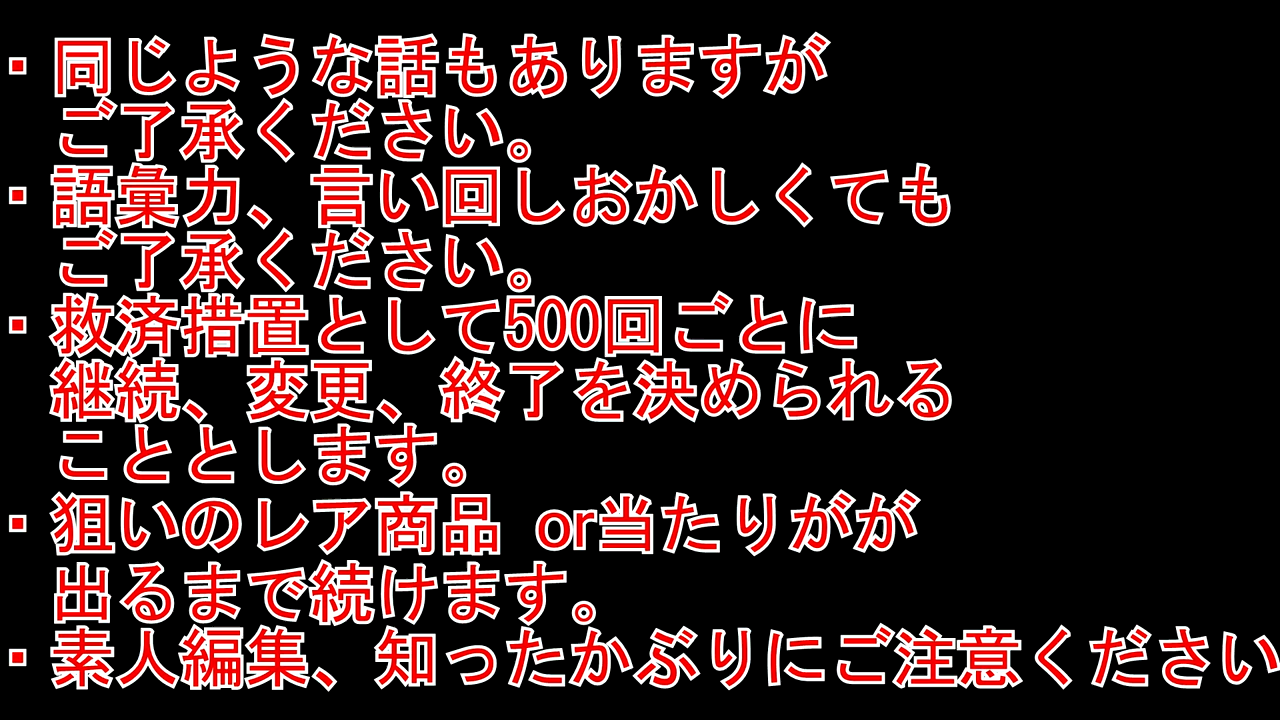 ・同じような話もありますが
ご了承ください。
・語彙力、言い回しおかしくても
ご了承ください。
・救済措置として500回ごとに
継続、変更、終了を決められる
こととします。
・狙いのレア商品 or当たりがが
出るまで続けます。
・素人編集、知ったかぶりにご注意ください